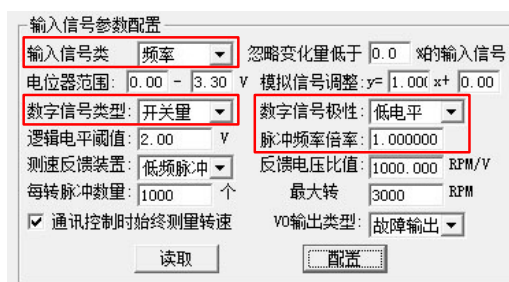 输入信号参数配置
输入信号类 频率 忽略变化量低于 0.0 %的输入信号
电位器范围: 0.00 - 3.30 V 模拟信号调整:y= 1.00( x+ 0.00
数字信号类型: 开关量 数字信号极性: 低电平
逻辑电平阈值: 2.00 V 脉冲频率倍率: 1.000000
测速反馈装置: 低频脉冲 反馈电压比值: 1000.000 RPM/V
每转脉冲数量: 1000 个 最大转 3000 RPM
通讯控制时始终测量转速 VO输出类型: 故障输出
读取 配置